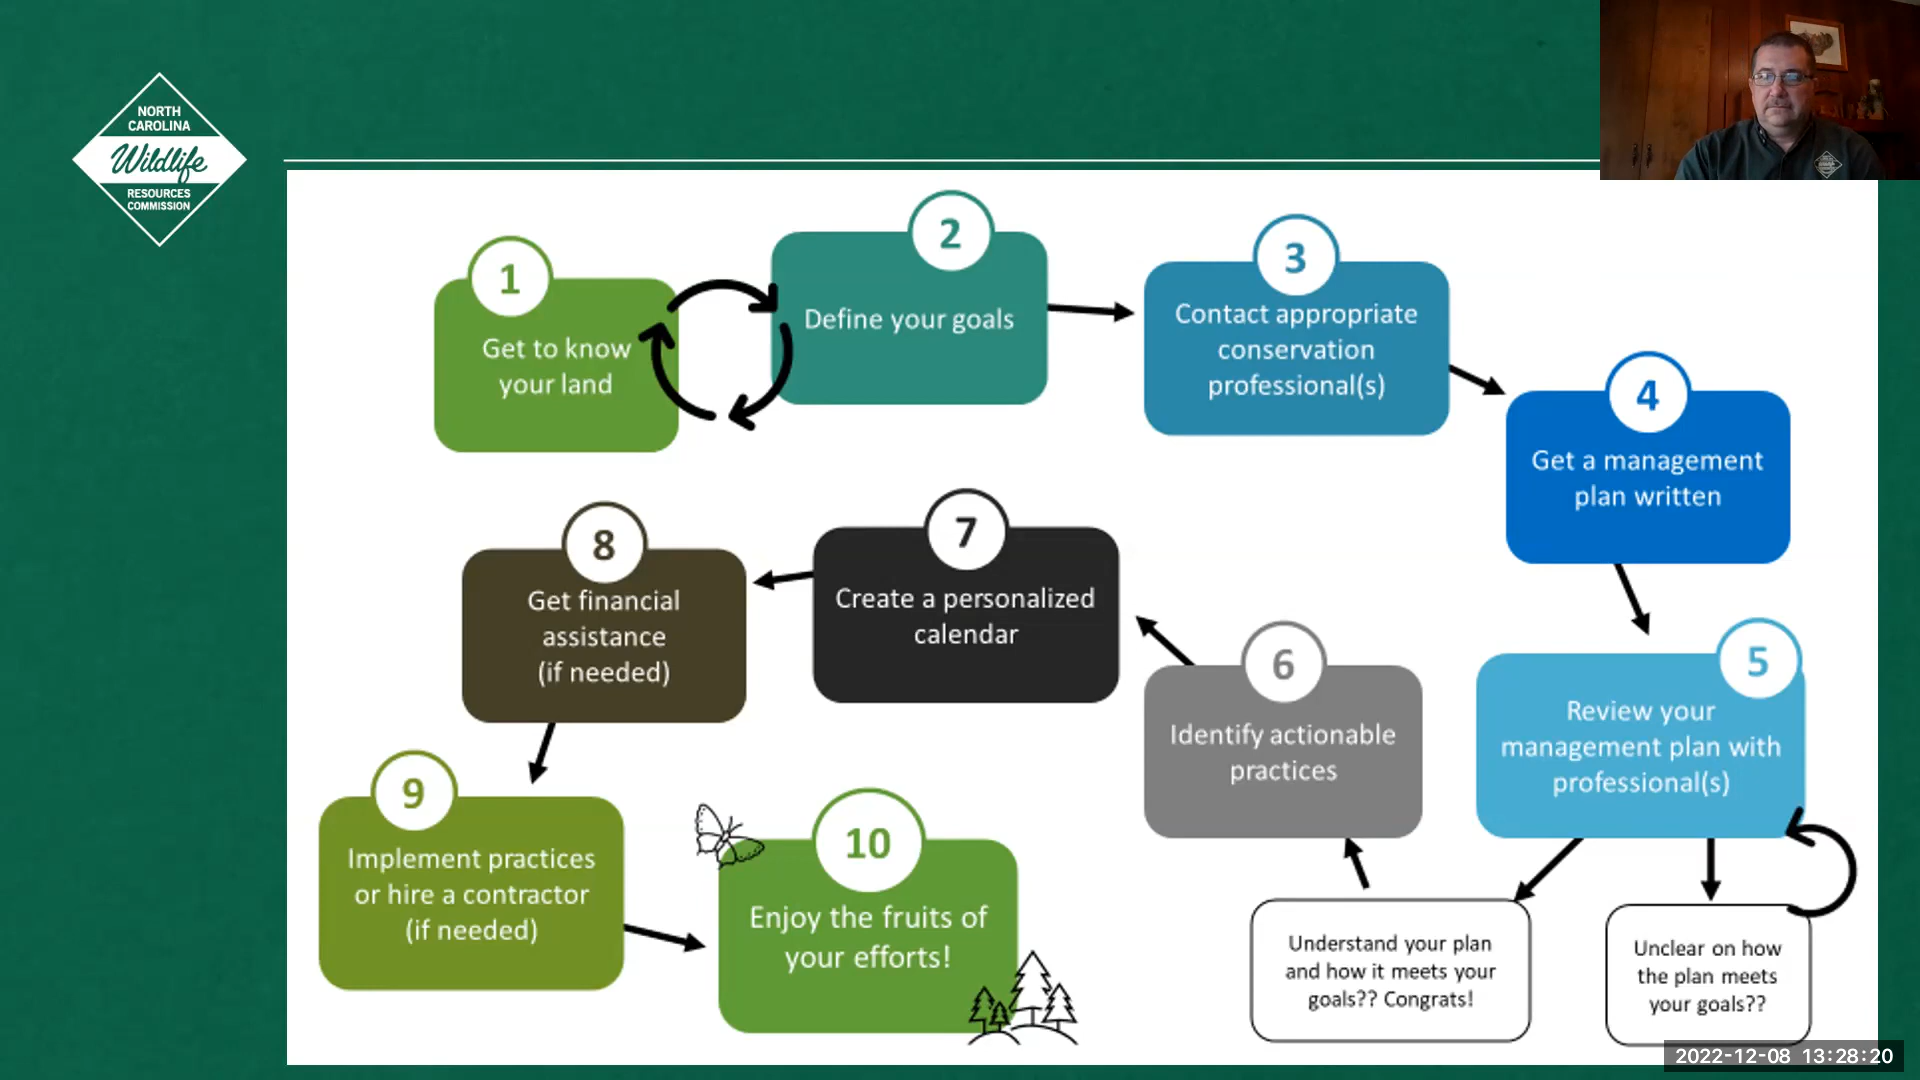 NORTH
CAROLINA
Wildlife
RESOURCES
COMMISSION
1
Get to know
your land
2
Define your goals
3
Contact appropriate
conservation
professional(s)
4
Get a management
plan written
5
Review your
management plan with
professional(s)
Understand your plan
and how it meets your
goals?? Congrats!
Unclear on how
the plan meets
your goals??
6
Identify actionable
practices
7
Create a personalized
calendar
8
Get financial
assistance
(if needed)
9
Implement practices
or hire a contractor
(if needed)
10
Enjoy the fruits of
your efforts!
2022-12-08 13:28:20